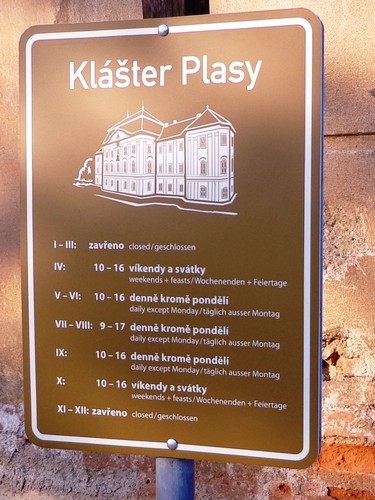 Klášter Plasy
I – III: zavřeno closed/geschlossen
IV: 10 – 16 víkendy a svátky
weekends + feasts/Wochenenden + Feiertage
V – VI: 10 – 16 denně kromě pondělí
daily except Monday/täglich ausser Montag
VII – VIII: 9 – 17 denně kromě pondělí
daily except Monday/täglich ausser Montag
IX: 10 – 16 denně kromě pondělí
daily except Monday/täglich ausser Montag
X: 10 – 16 víkendy a svátky
weekends + feasts/Wochenenden + Feiertage
XI – XII: zavřeno closed/geschlossen